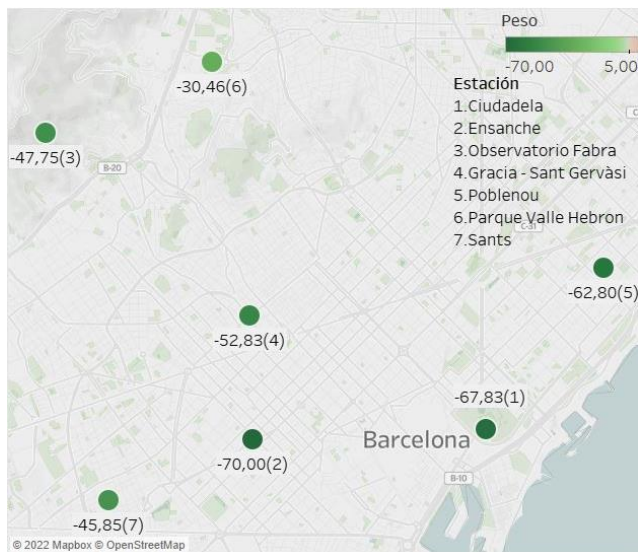 Peso
-70,00 5,00
Estación
1.Ciudadela
2.Ensanche
3.Observatorio Fabra
4.Gracia - Sant Gervàsi
5.Poblenou
6.Parque Valle Hebron
7.Sants
-30,46(6)
-47,75(3)
B-20
C-31
-62,80(5)
-52,83(4)
-67,83(1)
Barcelona
-70,00(2)
B-10
-45,85(7)
© 2022 Mapbox © OpenStreetMap